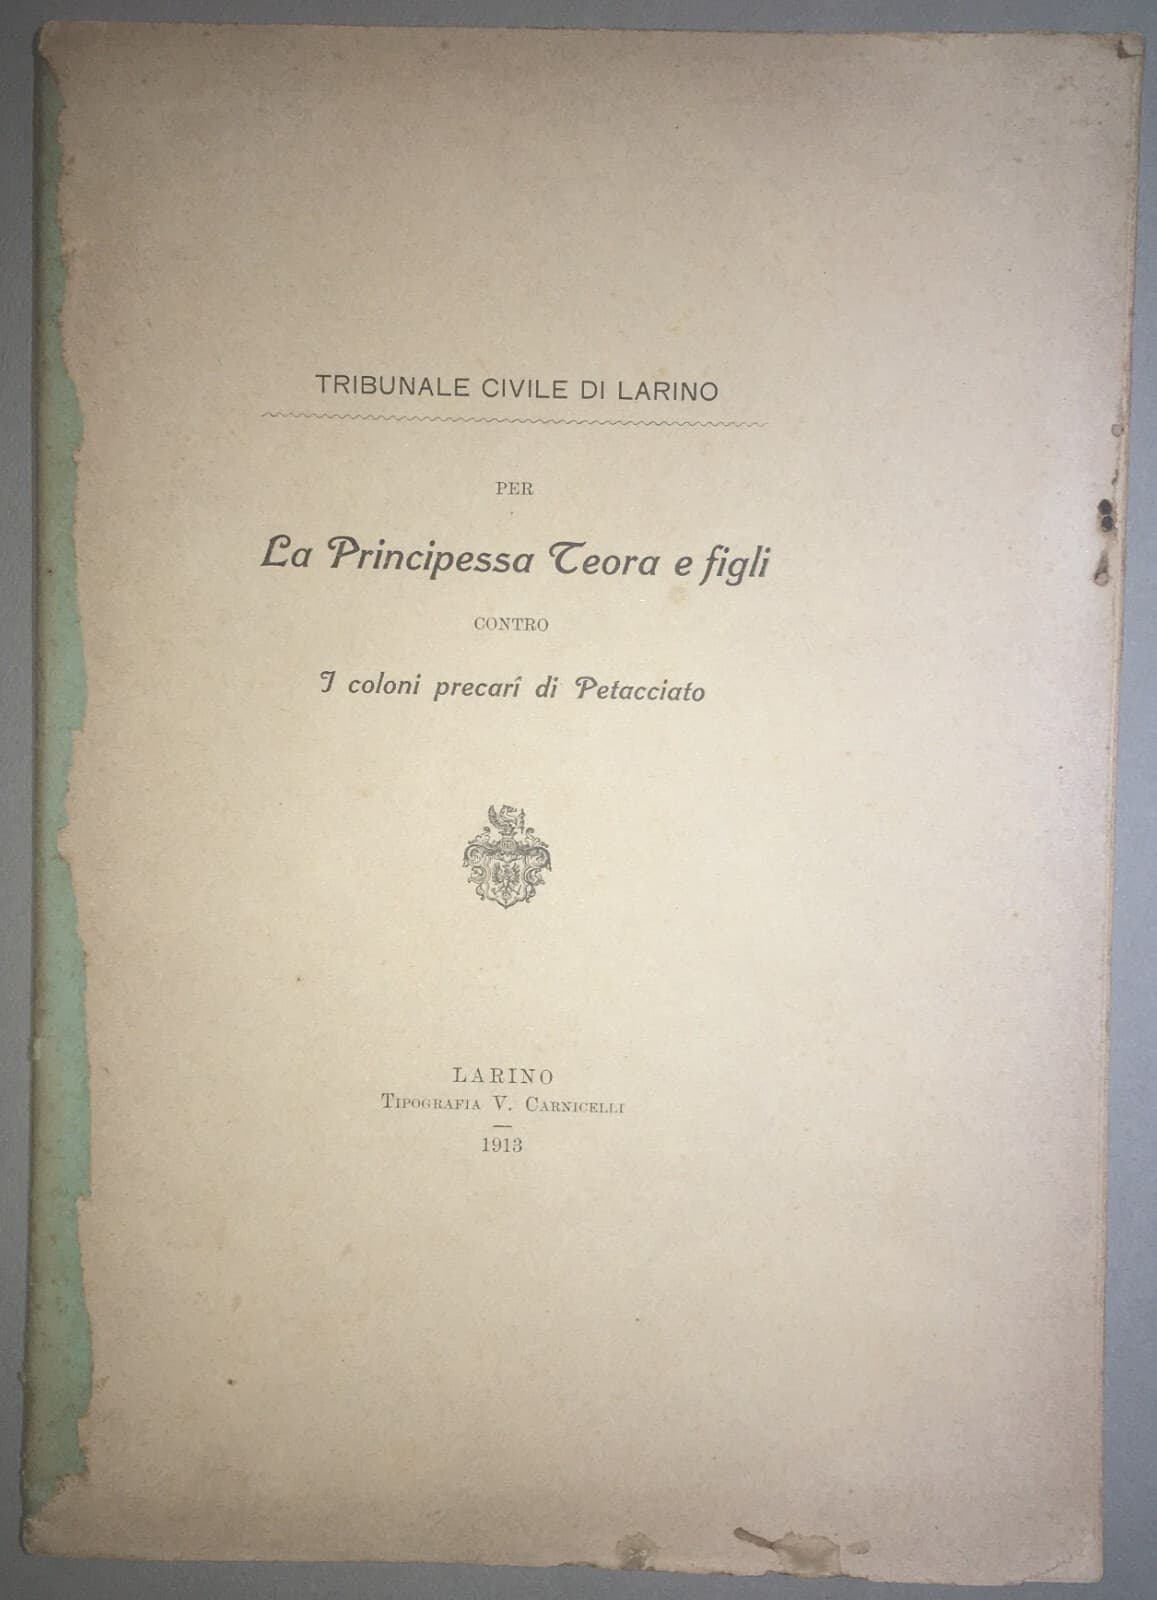 TRIBUNALE CIVILE DI LARINO
PER
La Principessa Teora e figli
CONTRO
I coloni precarî di Petacciato
LARINO
TIPOGRAFIA V. CARNICELLI
1913